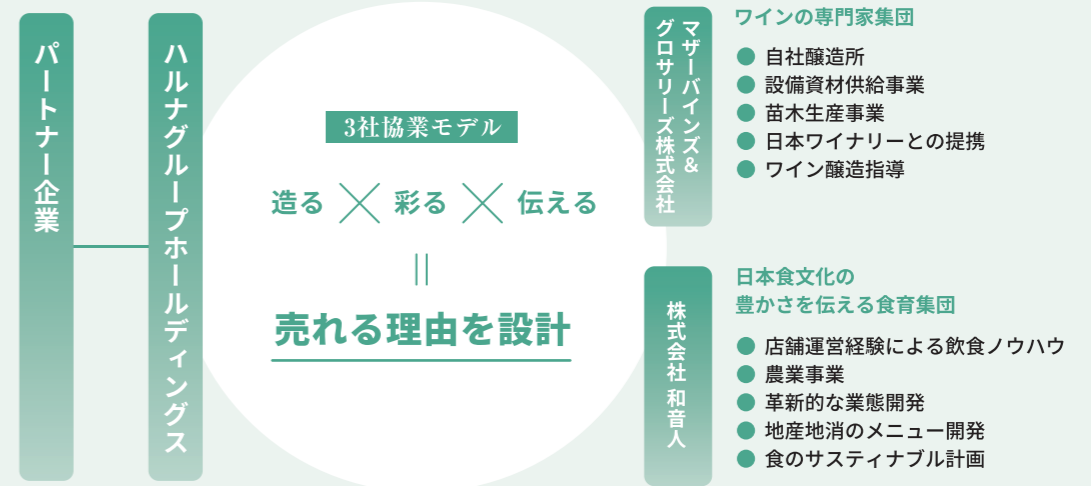 パートナー企業
ハルナグループホールディングス
3社協業モデル
造る×彩る×伝える
=
売れる理由を設計
マザーバインズ&
グロサリーズ株式会社
ワインの専門家集団
● 自社醸造所
● 設備資材供給事業
● 苗木生産事業
● 日本ワイナリーとの提携
● ワイン醸造指導
株式会社 和音人
日本食文化の
豊かさを伝える食育集団
● 店舗運営経験による飲食ノウハウ
● 農業事業
● 革新的な業態開発
● 地産地消のメニュー開発
● 食のサスティナブル計画